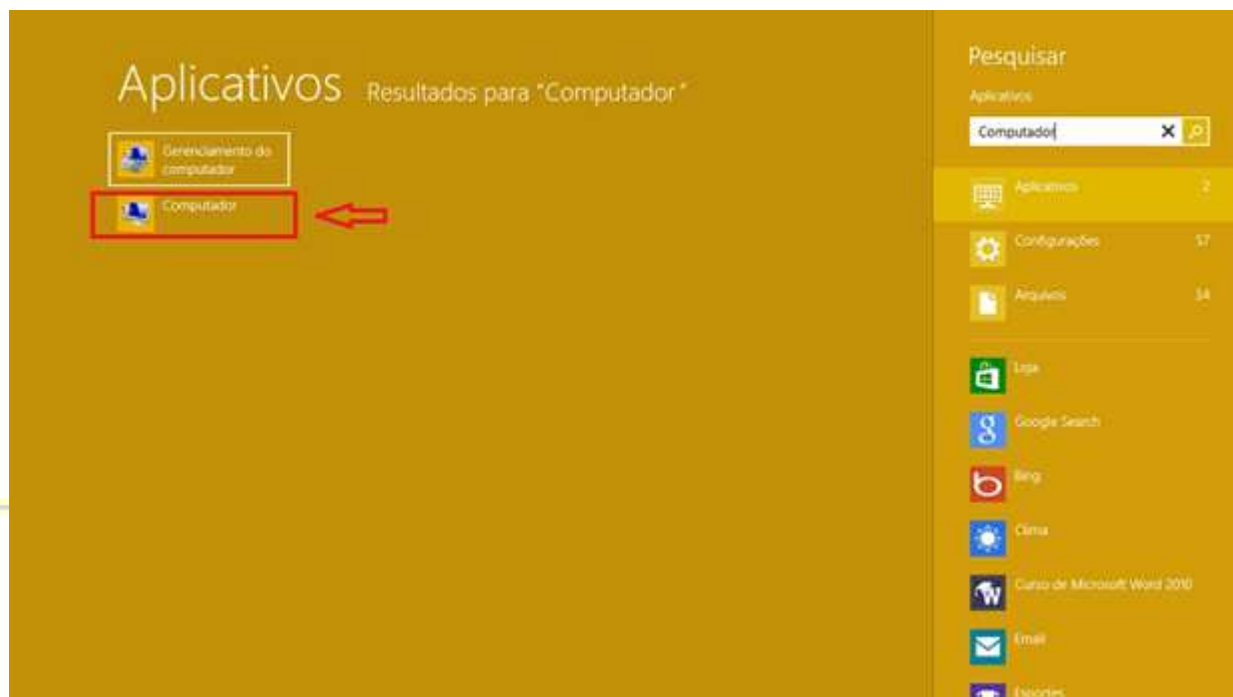 Aplicativos Resultados para "Computador"
Gerenciamento do
computador
Computador
Pesquisar
Aplicativos
Computador
Aplicativos 2
Configurações 57
Arquivos 34
Loja
Google Search
Bing
Clima
Curso de Microsoft Word 2010
Email
Esportes